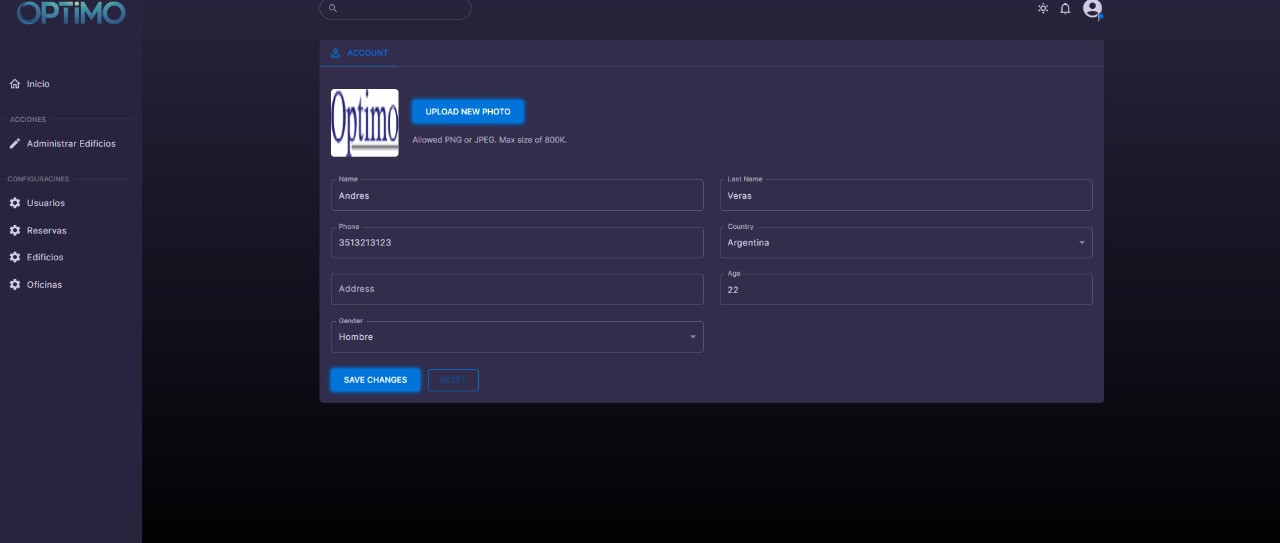 OPTiMO
Inicio
ACCIONES
Administrar Edificios
CONFIGURACINES
Usuarios
Reservas
Edificios
Oficinas
ACCOUNT
Optimo
UPLOAD NEW PHOTO
Allowed PNG or JPEG. Max size of 800K.
Name
Andres
Last Name
Veras
Phone
3513213123
Country
Argentina
Address
Age
22
Gender
Hombre
SAVE CHANGES
RESET